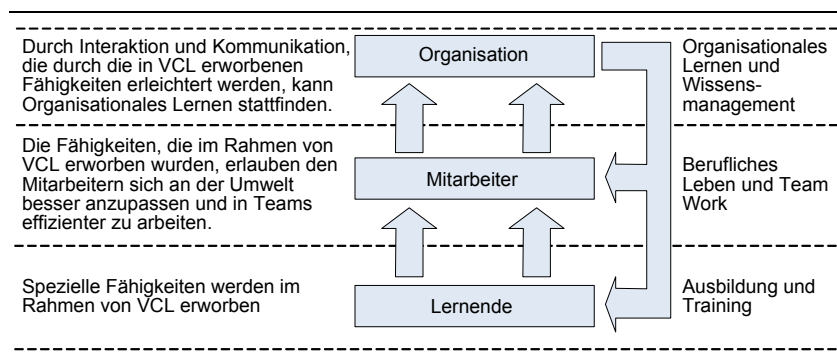 Durch Interaktion und Kommunikation,
die durch die in VCL erworbenen
Fähigkeiten erleichtert werden, kann
Organisationales Lernen stattfinden.
Organisation
Organisationales
Lernen und
Wissens-
management
Die Fähigkeiten, die im Rahmen von
VCL erworben wurden, erlauben den
Mitarbeitern sich an der Umwelt
besser anzupassen und in Teams
effizienter zu arbeiten.
Mitarbeiter
Berufliches
Leben und Team
Work
Spezielle Fähigkeiten werden im
Rahmen von VCL erworben
Lernende
Ausbildung und
Training